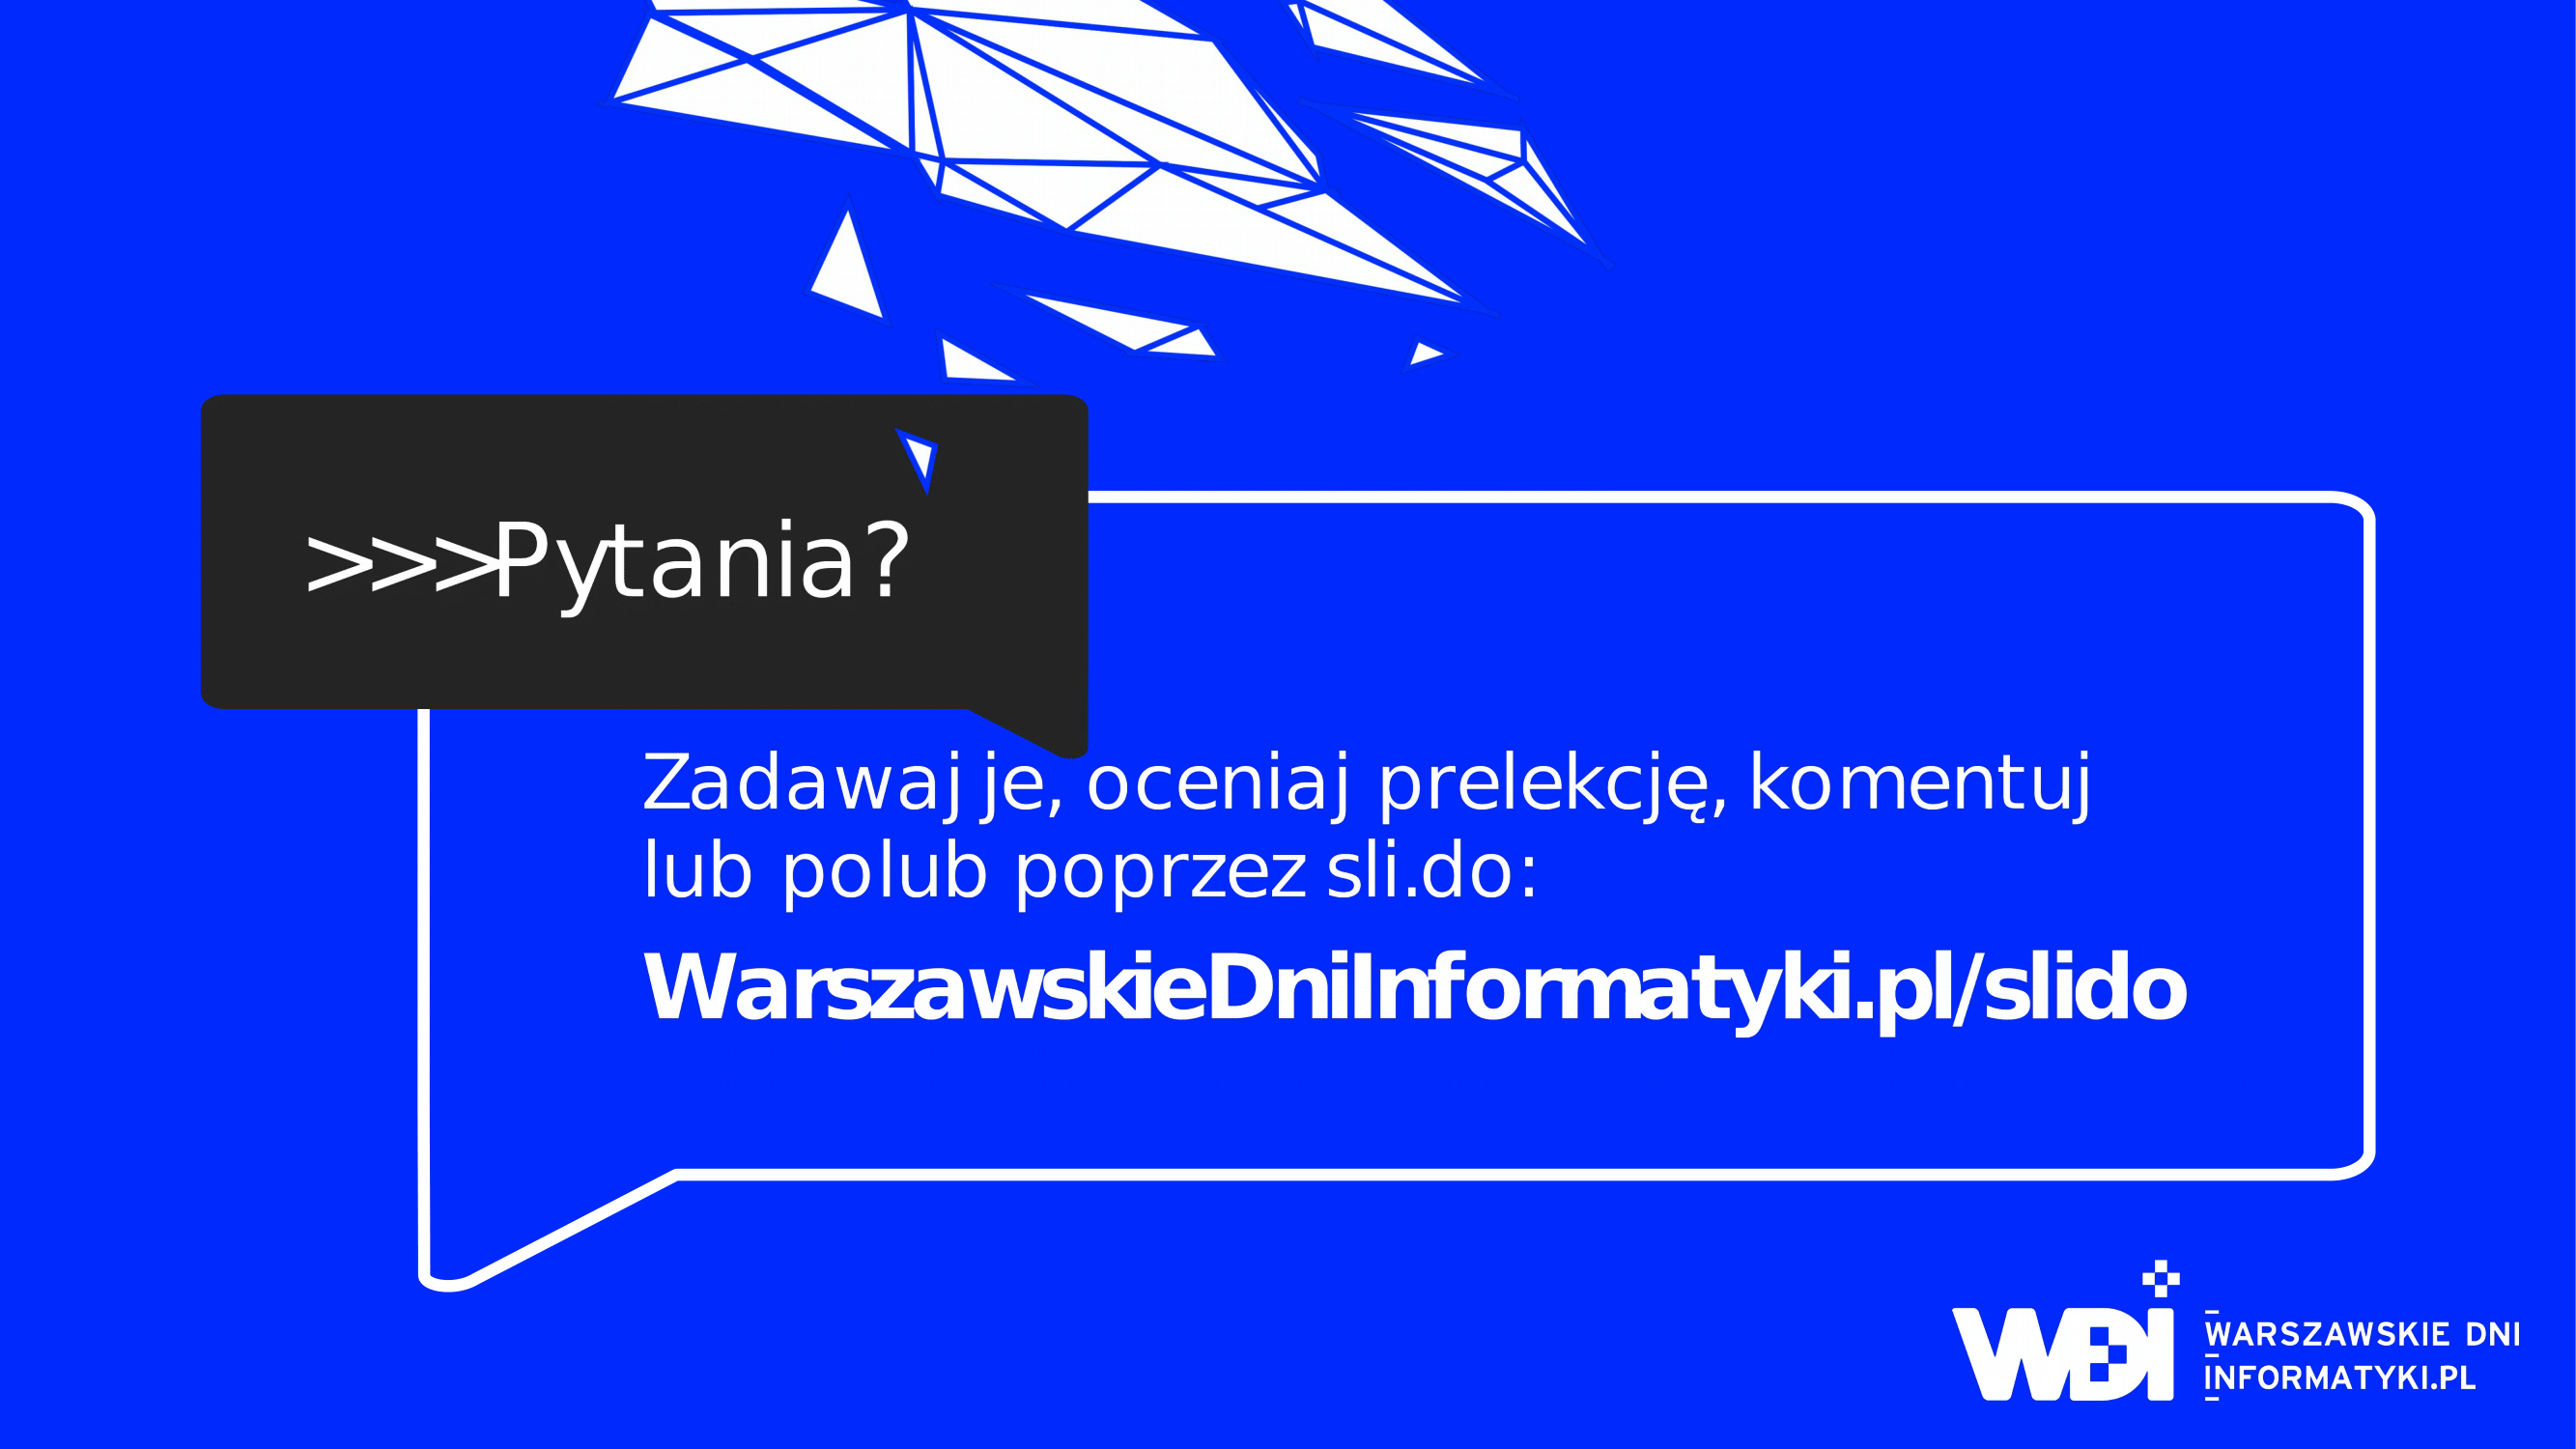 >>>Pytania?
Zadawaj je, oceniaj prelekcję, komentuj
lub polub poprzez sli.do:
WarszawskieDniInformatyki.pl/slido
WDI
WARSZAWSKIE DNI
INFORMATYKI.PL